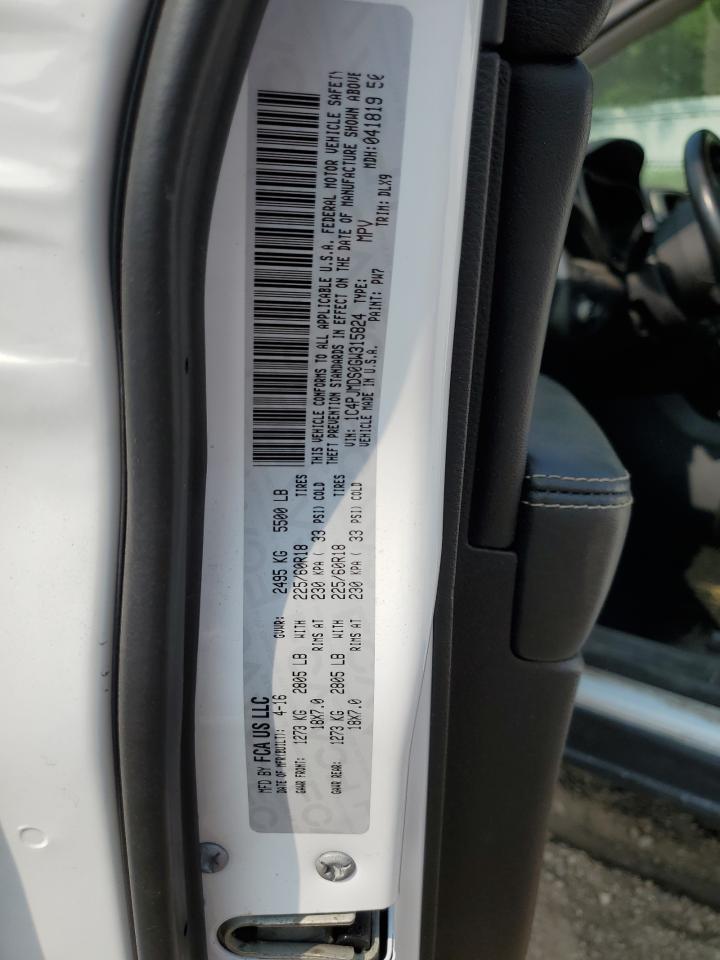 MFD BY FCA US LLC
DATE OF MFR(BUILT): 4-16 GVWR: 2495 KG 5500 LB
GAWR FRONT: 1273 KG 2805 LB WITH 225/60R18 TIRES
18X7.0 RIMS AT 230 KPA ( 33 PSI) COLD
GAWR REAR: 1273 KG 2805 LB WITH 225/60R18 TIRES
18X7.0 RIMS AT 230 KPA ( 33 PSI) COLD
THIS VEHICLE CONFORMS TO ALL APPLICABLE U.S.A. FEDERAL MOTOR VEHICLE SAFETY
THEFT PREVENTION STANDARDS IN EFFECT ON THE DATE OF MANUFACTURE SHOWN ABOVE
VIN: 1C4PJMDS0GW315824 TYPE: MPV MDH:041819 50
VEHICLE MADE IN U.S.A. PAINT: PW7 TRIM: DLX9